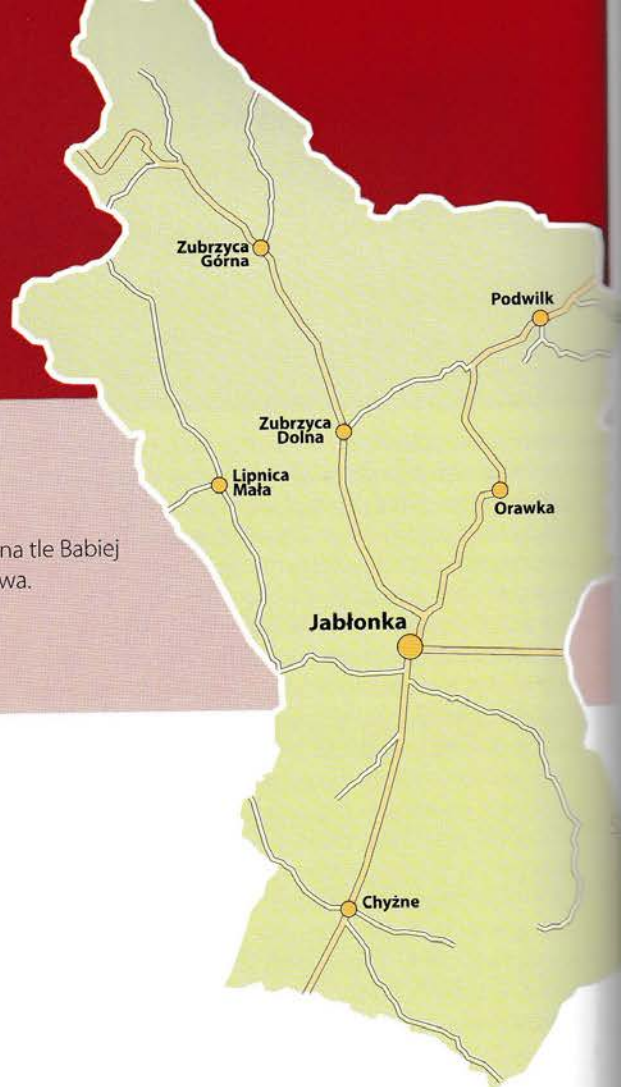 Zubrzyca
Górna
Podwilk
Zubrzyca
Dolna
Lipnica
Mała
Orawka
na tle Babiej
wa.
Jabłonka
Chyżne